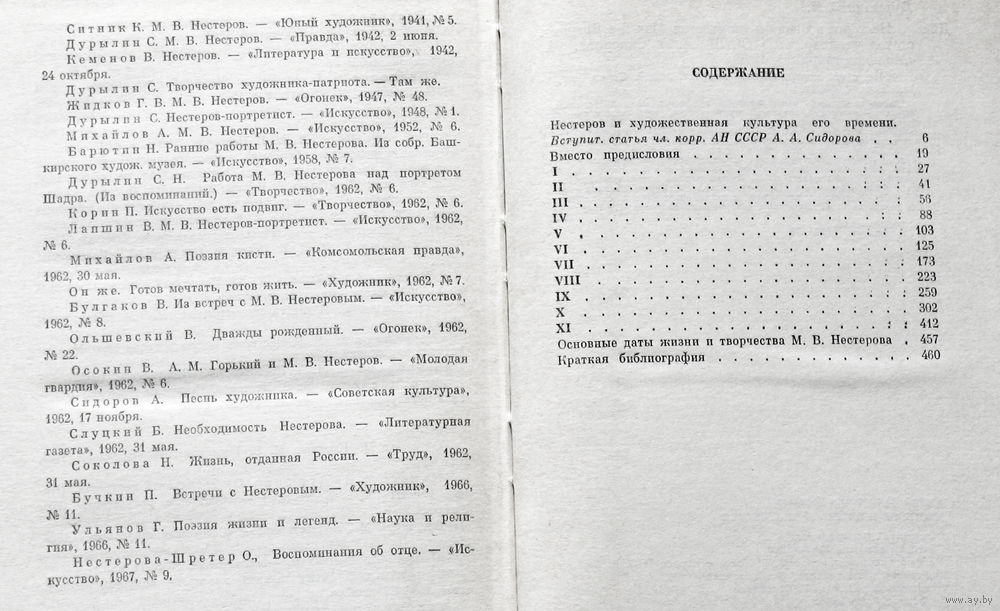 Ситник К. М. В. Нестеров. — «Юный художник», 1941, № 5.
Дурылин С. М. В. Нестеров. — «Правда», 1942, 2 июня.
Кеменов В. Нестеров. — «Литература и искусство», 1942,
24 октября.
Дурылин С. Творчество художника-патриота. — Там же.
Жидков Г. В. М. В. Нестеров. — «Огонек», 1947, № 48.
Дурылин С. Нестеров-портретист. — «Искусство», 1948, № 1.
Михайлов А. М. В. Нестеров. — «Искусство», 1952, № 6.
Барютин Н. Ранние работы М. В. Нестерова. Из собр. Баш-
кирского худож. музея. — «Искусство», 1958, № 7.
Дурылин С. Н. Работа М. В. Нестерова над портретом
Шадра. (Из воспоминаний.) — «Творчество», 1962, № 6.
Корин П. Искусство есть подвиг. — «Творчество», 1962, № 6.
Лапшин В. М. В. Нестеров-портретист. — «Искусство», 1962,
№ 6.
Михайлов А. Поэзия кисти. — «Комсомольская правда»,
1962, 30 мая.
Он же. Готов мечтать, готов жить. — «Художник», 1962, № 7.
Булгаков В. Из встреч с М. В. Нестеровым. — «Искусство»,
1962, № 8.
Ольшевский В. Дважды рожденный. — «Огонек», 1962,
№ 22.
Осокин В. А. М. Горький и М. В. Нестеров. — «Молодая
гвардия», 1962, № 6.
Сидоров А. Песнь художника. — «Советская культура»,
1962, 17 ноября.
Слуцкий Б. Необходимость Нестерова. — «Литературная
газета», 1962, 31 мая.
Соколова Н. Жизнь, отданная России. — «Труд», 1962,
31 мая.
Бучкин П. Встречи с Нестеровым. — «Художник», 1966,
№ 11.
Ульянов Г. Поэзия жизни и легенд. — «Наука и рели-
гия», 1966, № 11.
Нестерова-Шретер О., Воспоминания об отце. — «Ис-
кусство», 1967, № 9.
СОДЕРЖАНИЕ
Нестеров и художественная культура его времени.
Вступит. статья чл. корр. АН СССР А. А. Сидорова . . 6
Вместо предисловия . . . . . . . . . . . . . 19
I . . . . . . . . . . . . . . . . . . . 27
II . . . . . . . . . . . . . . . . . . . 41
III . . . . . . . . . . . . . . . . . . . 56
IV . . . . . . . . . . . . . . . . . . . 88
V . . . . . . . . . . . . . . . . . . . 103
VI . . . . . . . . . . . . . . . . . . . 125
VII . . . . . . . . . . . . . . . . . . . 173
VIII . . . . . . . . . . . . . . . . . . 223
IX . . . . . . . . . . . . . . . . . . . 259
X . . . . . . . . . . . . . . . . . . . 302
XI . . . . . . . . . . . . . . . . . . . 412
Основные даты жизни и творчества М. В. Нестерова . 457
Краткая библиография . . . . . . . . . . . . 460
www.ay.by